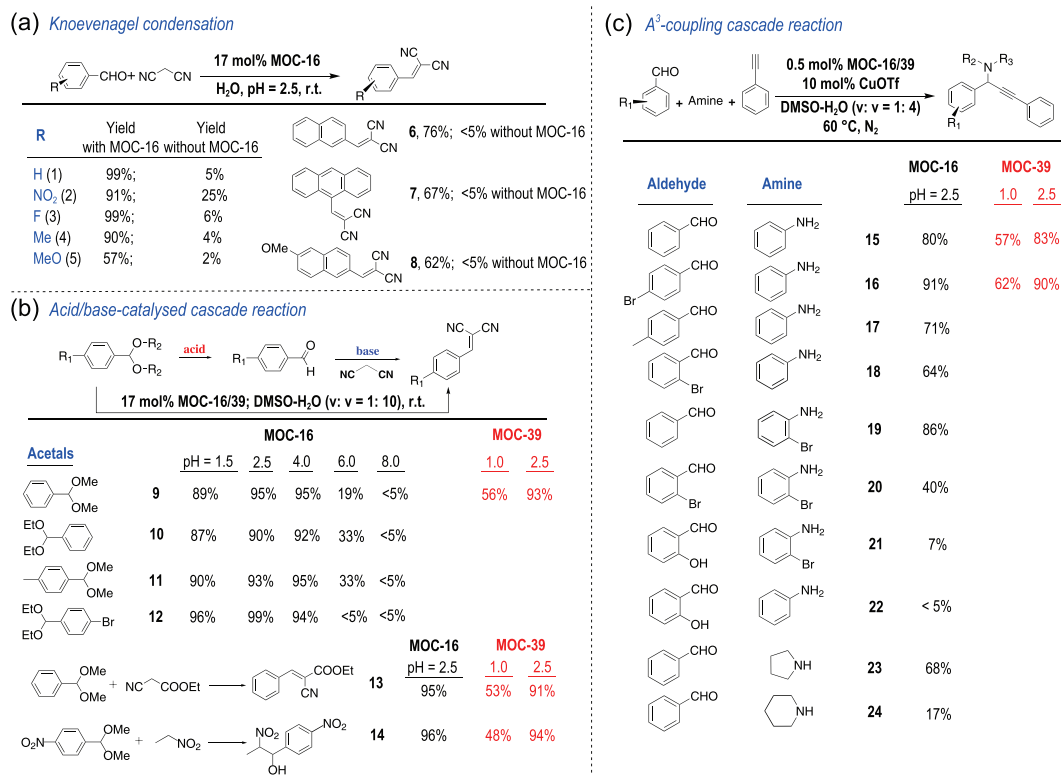 (a) Knoevenagel condensation
R
CHO + NC CN
17 mol% MOC-16
H₂O, pH = 2.5, r.t.
R
CN
CN
R Yield with MOC-16 Yield without MOC-16
H (1) 99%; 5%
NO₂ (2) 91%; 25%
F (3) 99%; 6%
Me (4) 90%; 4%
MeO (5) 57%; 2%
CN
CN
6, 76%; <5% without MOC-16
CN
CN
7, 67%; <5% without MOC-16
OMe
CN
CN
8, 62%; <5% without MOC-16
(b) Acid/base-catalysed cascade reaction
R₁
O-R₂
O-R₂
acid
R₁
O
H
base
NC CN
R₁
CN CN
17 mol% MOC-16/39; DMSO-H₂O (v: v = 1: 10), r.t.
MOC-16 MOC-39
Acetals
pH = 1.5 2.5 4.0 6.0 8.0 1.0 2.5
OMe
OMe
9 89% 95% 95% 19% <5% 56% 93%
EtO
EtO
10 87% 90% 92% 33% <5%
OMe
OMe
11 90% 93% 95% 33% <5%
EtO
EtO
Br
12 96% 99% 94% <5% <5%
MOC-16 MOC-39
pH = 2.5 1.0 2.5
OMe
OMe
+ NC COOEt
COOEt
CN
13 95% 53% 91%
NO₂
OMe
OMe
+ NO₂
NO₂
NO₂
OH
14 96% 48% 94%
(c) A³-coupling cascade reaction
CHO
R₁
+ Amine +
0.5 mol% MOC-16/39
10 mol% CuOTf
DMSO-H₂O (v: v = 1: 4)
60 °C, N₂
R₂ N R₃
R₁
MOC-16 MOC-39
Aldehyde Amine pH = 2.5 1.0 2.5
CHO NH₂ 15 80% 57% 83%
CHO Br NH₂ 16 91% 62% 90%
CHO NH₂ 17 71%
CHO Br NH₂ 18 64%
CHO NH₂ Br 19 86%
CHO Br NH₂ Br 20 40%
CHO OH NH₂ Br 21 7%
CHO OH NH₂ 22 < 5%
CHO NH 23 68%
CHO NH 24 17%